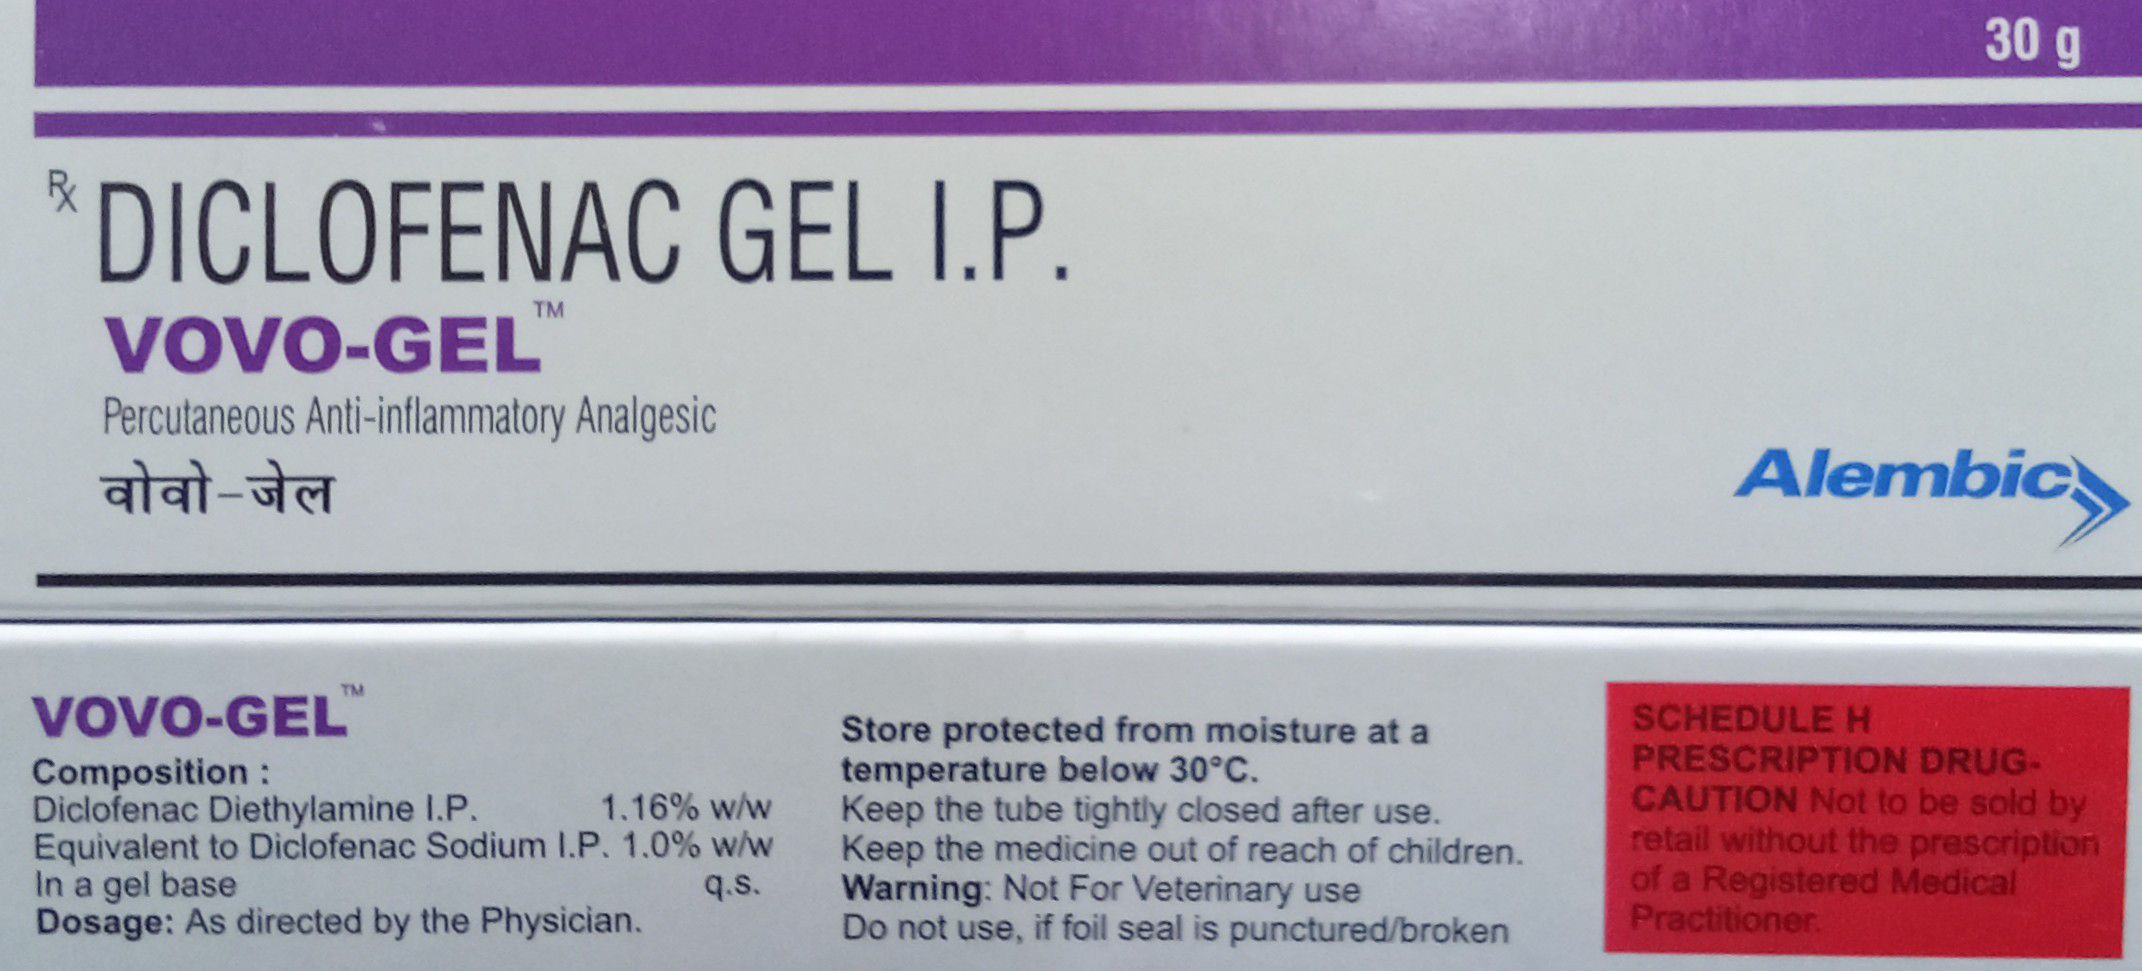 30 g
Rx DICLOFENAC GEL I.P.
VOVO-GEL™
Percutaneous Anti-inflammatory Analgesic
वोवो-जेल
Alembic
VOVO-GEL™
Composition :
Diclofenac Diethylamine I.P. 1.16% w/w
Equivalent to Diclofenac Sodium I.P. 1.0% w/w
In a gel base q.s.
Dosage: As directed by the Physician.
Store protected from moisture at a
temperature below 30°C.
Keep the tube tightly closed after use.
Keep the medicine out of reach of children.
Warning: Not For Veterinary use
Do not use, if foil seal is punctured/broken
SCHEDULE H
PRESCRIPTION DRUG-
CAUTION Not to be sold by
retail without the prescription
of a Registered Medical
Practitioner.